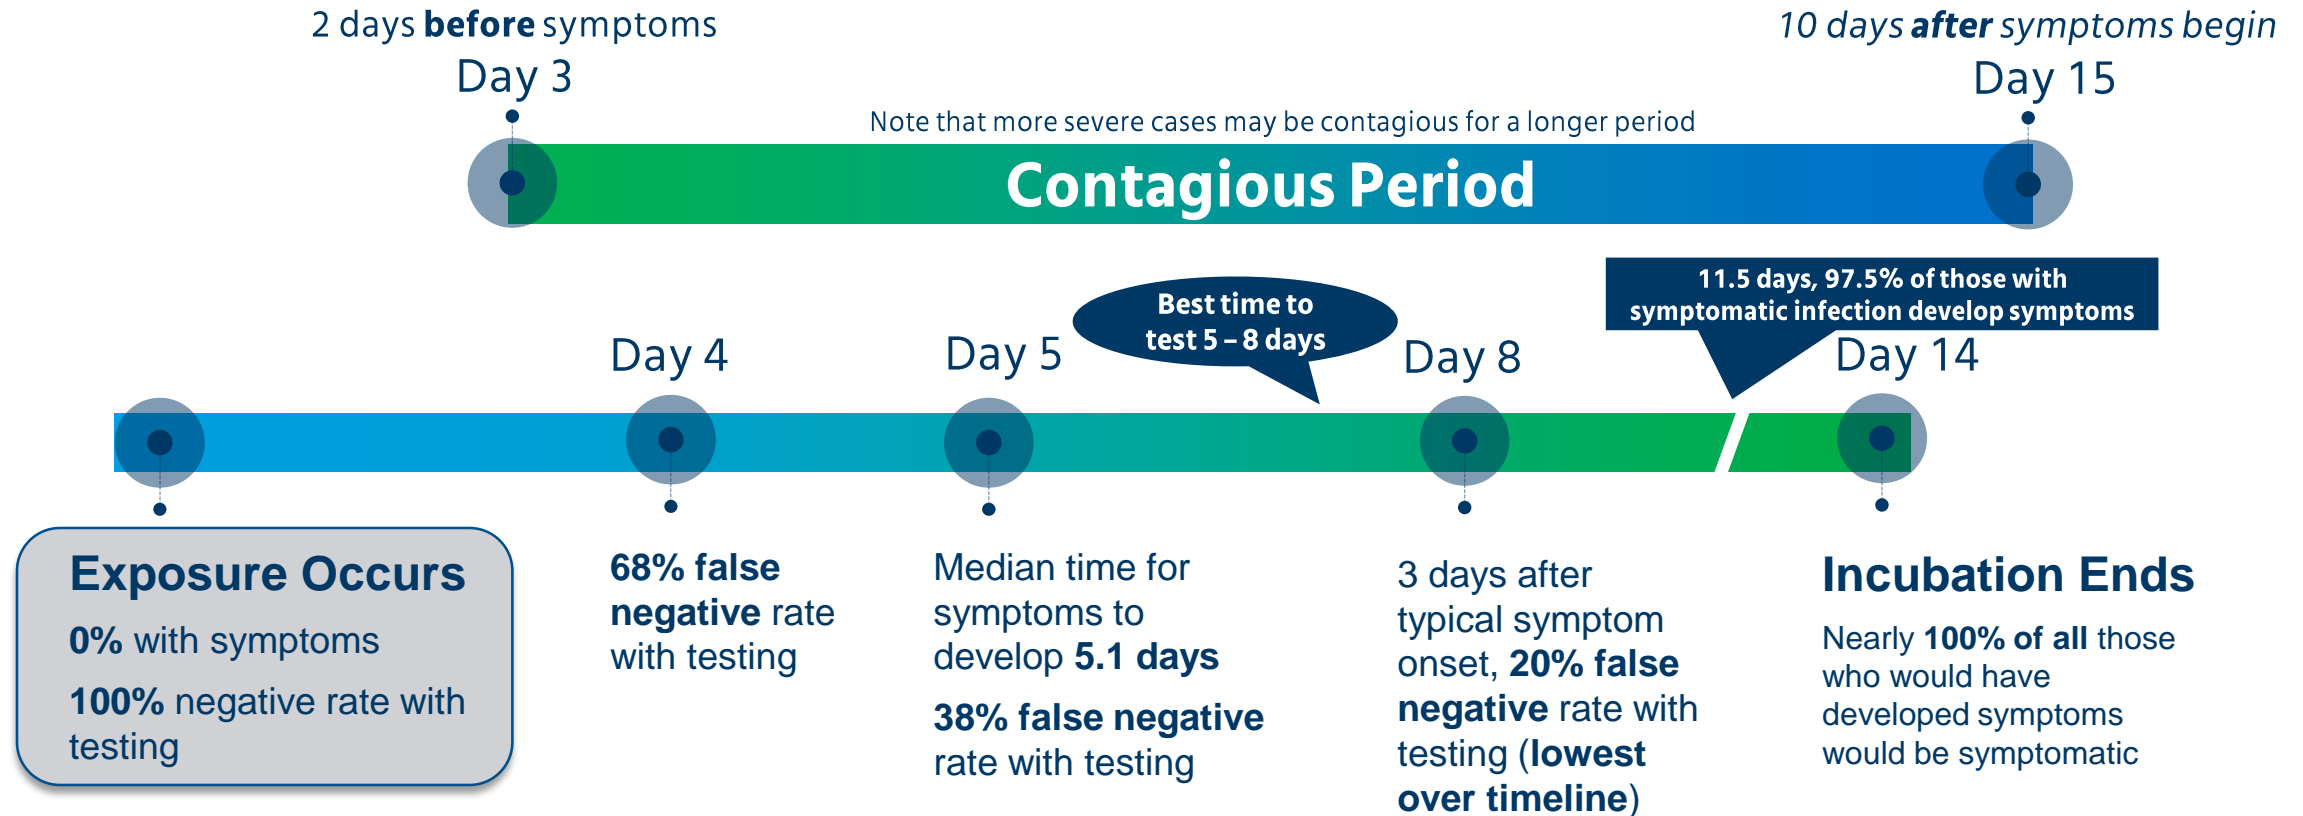 2 days before symptoms
Day 3
10 days after symptoms begin
Day 15
Note that more severe cases may be contagious for a longer period
Contagious Period
11.5 days, 97.5% of those with
symptomatic infection develop symptoms
Best time to
test 5 – 8 days
Day 4
Day 5
Day 8
Day 14
Exposure Occurs
0% with symptoms
100% negative rate with
testing
68% false
negative rate
with testing
Median time for
symptoms to
develop 5.1 days
38% false negative
rate with testing
3 days after
typical symptom
onset, 20% false
negative rate with
testing (lowest
over timeline)
Incubation Ends
Nearly 100% of all those
who would have
developed symptoms
would be symptomatic